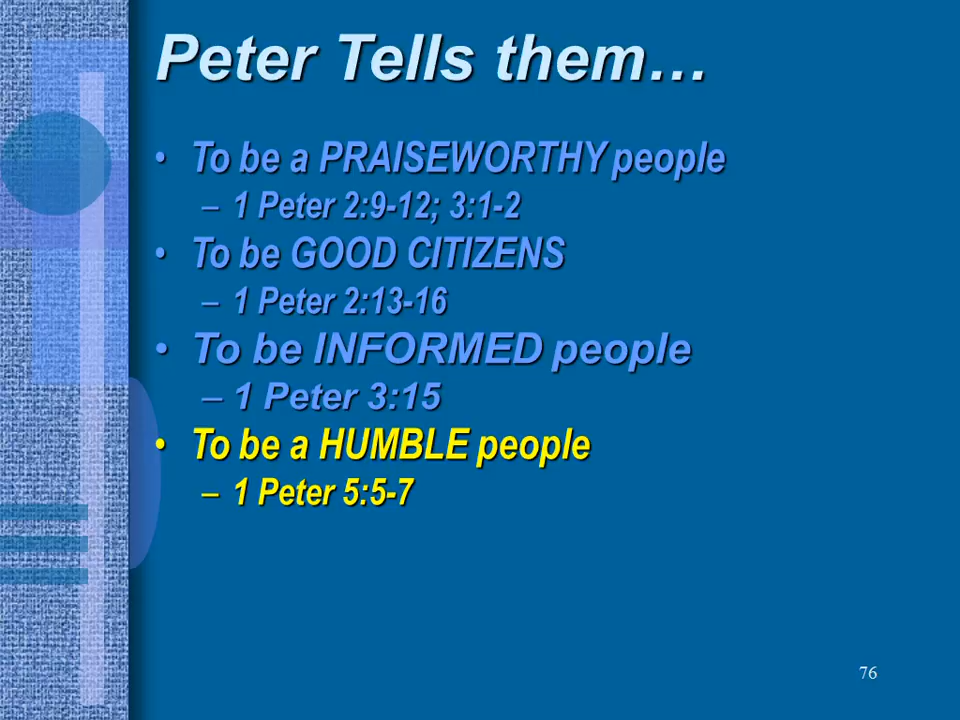 Peter Tells them…
• To be a PRAISEWORTHY people
– 1 Peter 2:9-12; 3:1-2
• To be GOOD CITIZENS
– 1 Peter 2:13-16
• To be INFORMED people
– 1 Peter 3:15
• To be a HUMBLE people
– 1 Peter 5:5-7
76